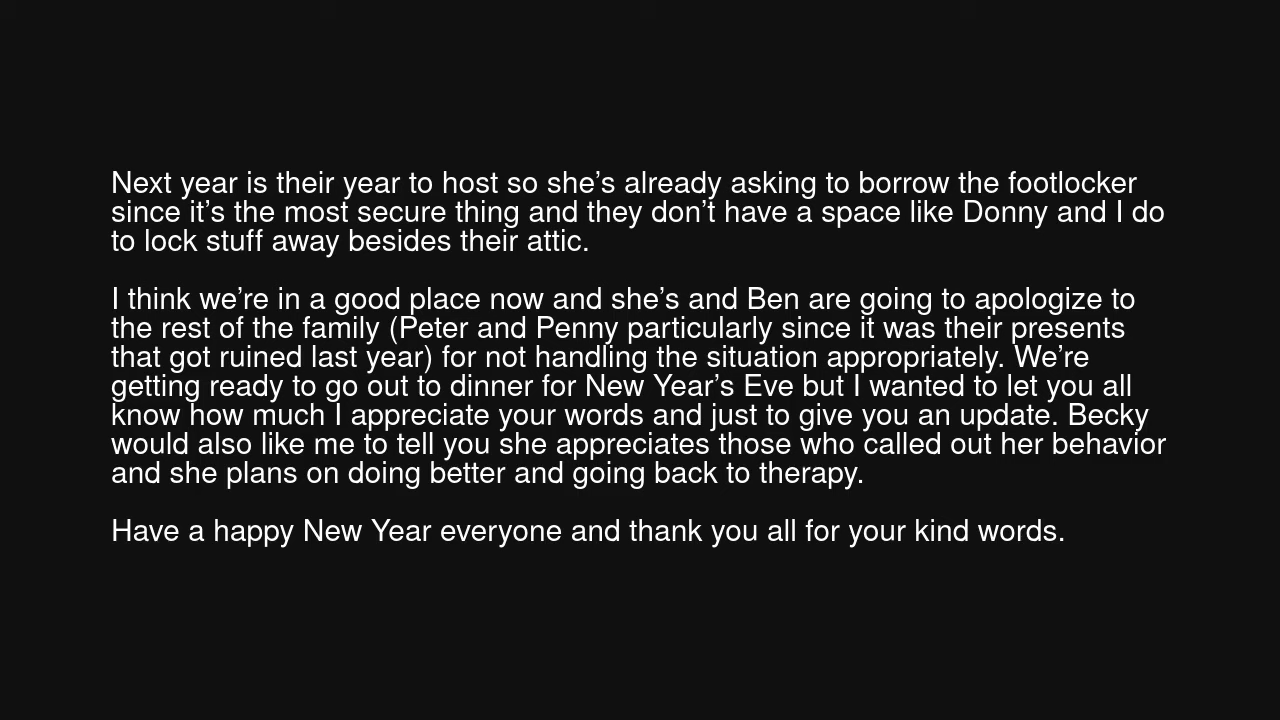 Next year is their year to host so she’s already asking to borrow the footlocker
since it’s the most secure thing and they don’t have a space like Donny and I do
to lock stuff away besides their attic.
I think we’re in a good place now and she’s and Ben are going to apologize to
the rest of the family (Peter and Penny particularly since it was their presents
that got ruined last year) for not handling the situation appropriately. We’re
getting ready to go out to dinner for New Year’s Eve but I wanted to let you all
know how much I appreciate your words and just to give you an update. Becky
would also like me to tell you she appreciates those who called out her behavior
and she plans on doing better and going back to therapy.
Have a happy New Year everyone and thank you all for your kind words.